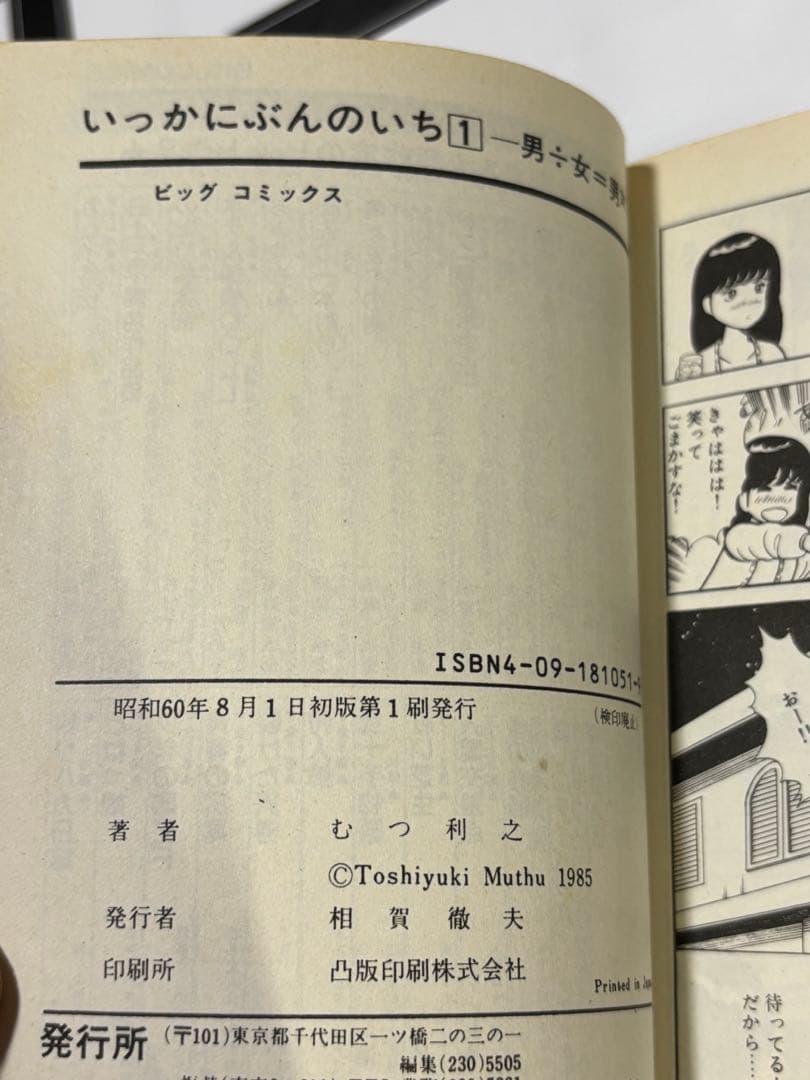 いっかにぶんのいち1―男÷女=男
ビッグ コミックス
ISBN4-09-181051-
昭和60年8月1日初版第1刷発行
(検印廃止)
著者 むつ利之
©Toshiyuki Muthu 1985
発行者 相賀徹夫
印刷所 凸版印刷株式会社
Printed in Japa
発行所 (〒101)東京都千代田区一ツ橋二の三の一
編集(230)5505
きゃははは!
笑って
ごまかすな!
おー!!
待ってる
だから……